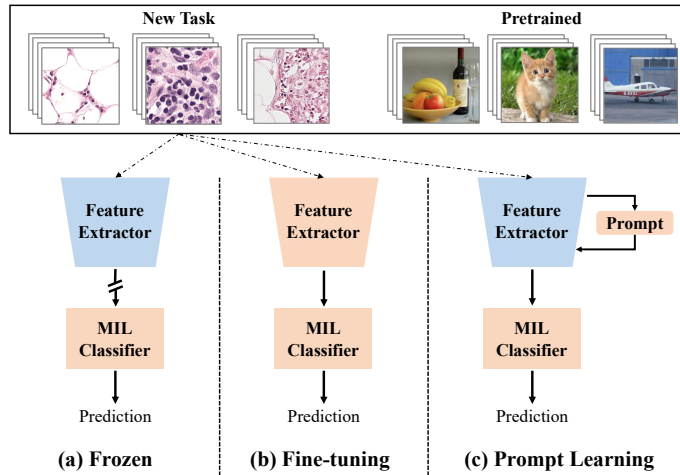 New Task
Pretrained
Feature
Extractor
Feature
Extractor
Feature
Extractor
Prompt
MIL
Classifier
MIL
Classifier
MIL
Classifier
Prediction
Prediction
Prediction
(a) Frozen
(b) Fine-tuning
(c) Prompt Learning